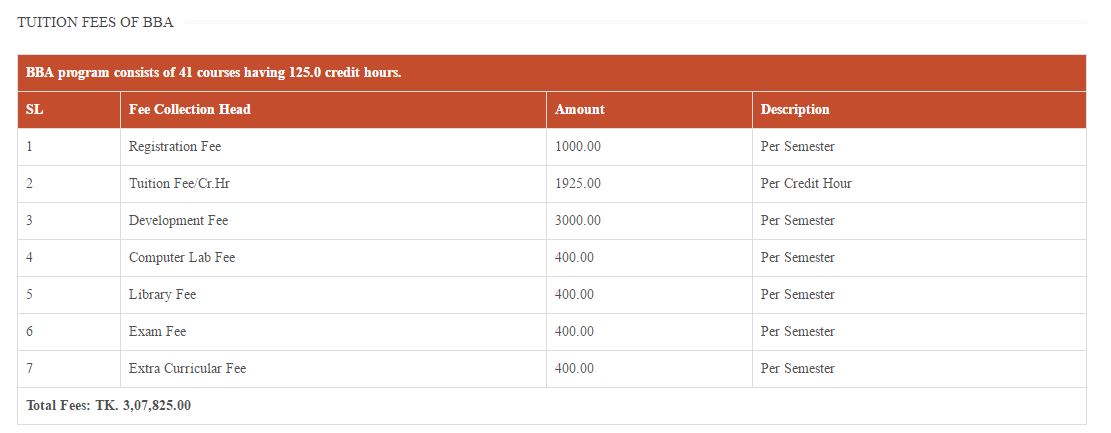 TUITION FEES OF BBA
BBA program consists of 41 courses having 125.0 credit hours.
SL Fee Collection Head Amount Description
1 Registration Fee 1000.00 Per Semester
2 Tuition Fee/Cr.Hr 1925.00 Per Credit Hour
3 Development Fee 3000.00 Per Semester
4 Computer Lab Fee 400.00 Per Semester
5 Library Fee 400.00 Per Semester
6 Exam Fee 400.00 Per Semester
7 Extra Curricular Fee 400.00 Per Semester
Total Fees: TK. 3,07,825.00